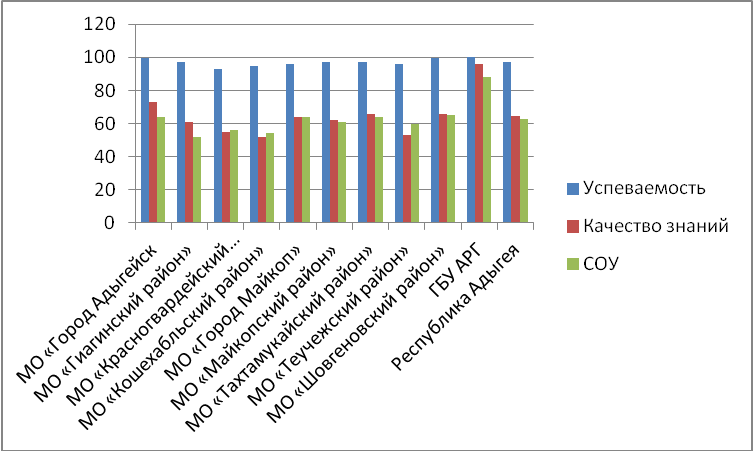 120
100
80
60
40
20
0
МО «Город Адыгейск
МО «Гиагинский район»
МО «Красногвардейский...
МО «Кошехабльский район»
МО «Город Майкоп»
МО «Майкопский район»
МО «Тахтамукайский район»
МО «Теучежский район»
МО «Шовгеновский район»
ГБУ АРГ
Республика Адыгея
Успеваемость
Качество знаний
СОУ